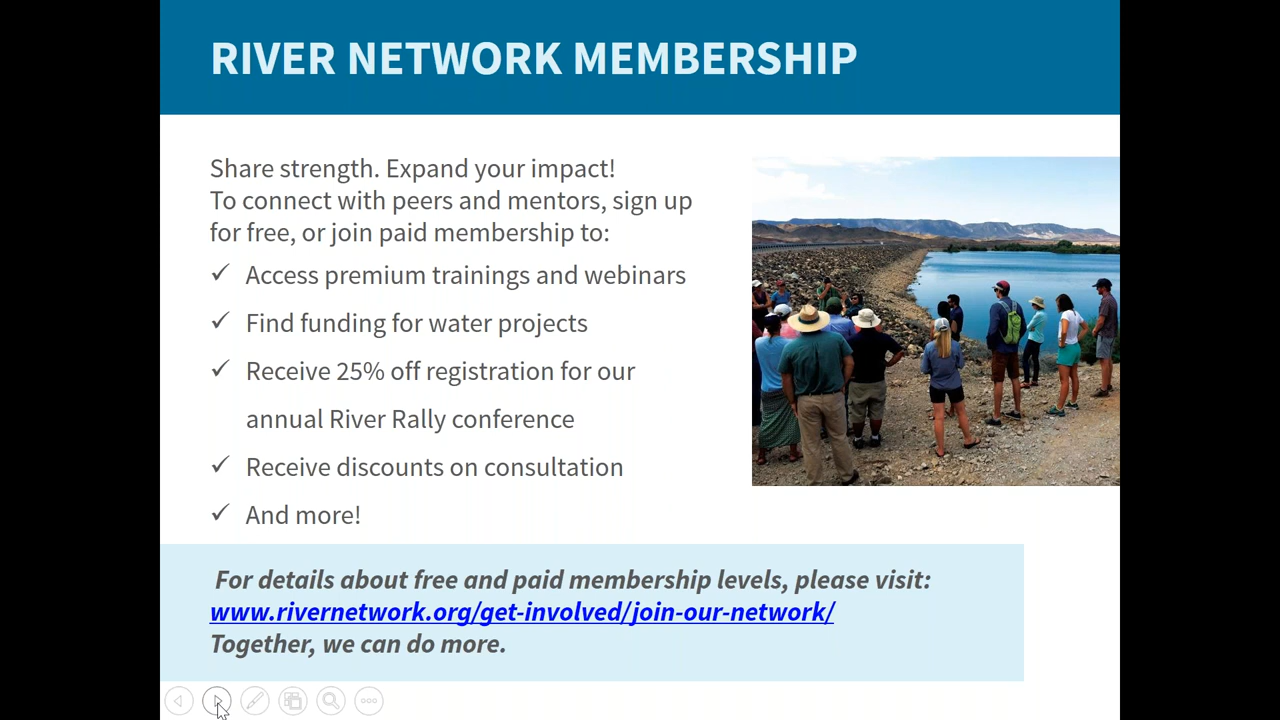 RIVER NETWORK MEMBERSHIP
Share strength. Expand your impact!
To connect with peers and mentors, sign up
for free, or join paid membership to:
✓ Access premium trainings and webinars
✓ Find funding for water projects
✓ Receive 25% off registration for our
annual River Rally conference
✓ Receive discounts on consultation
✓ And more!
For details about free and paid membership levels, please visit:
www.rivernetwork.org/get-involved/join-our-network/
Together, we can do more.